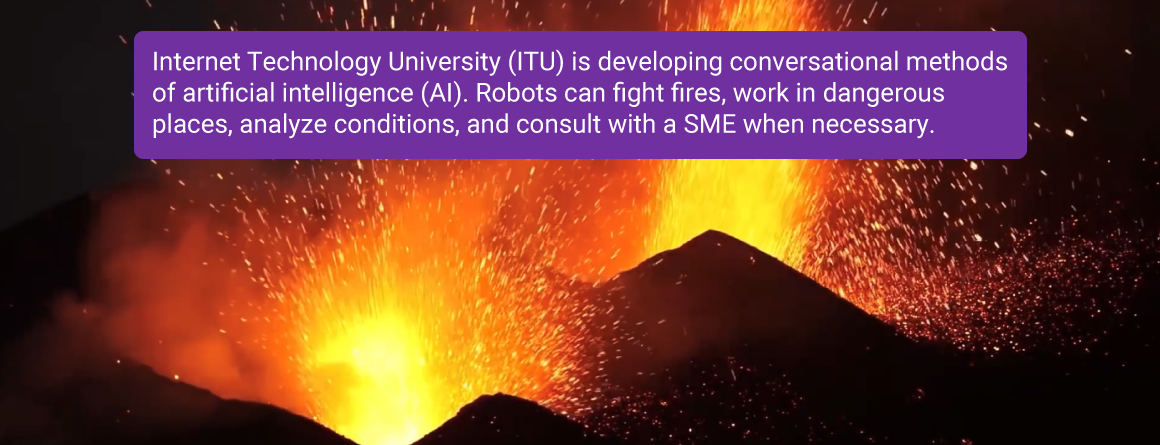 Internet Technology University (ITU) is developing conversational methods
of artificial intelligence (AI). Robots can fight fires, work in dangerous
places, analyze conditions, and consult with a SME when necessary.